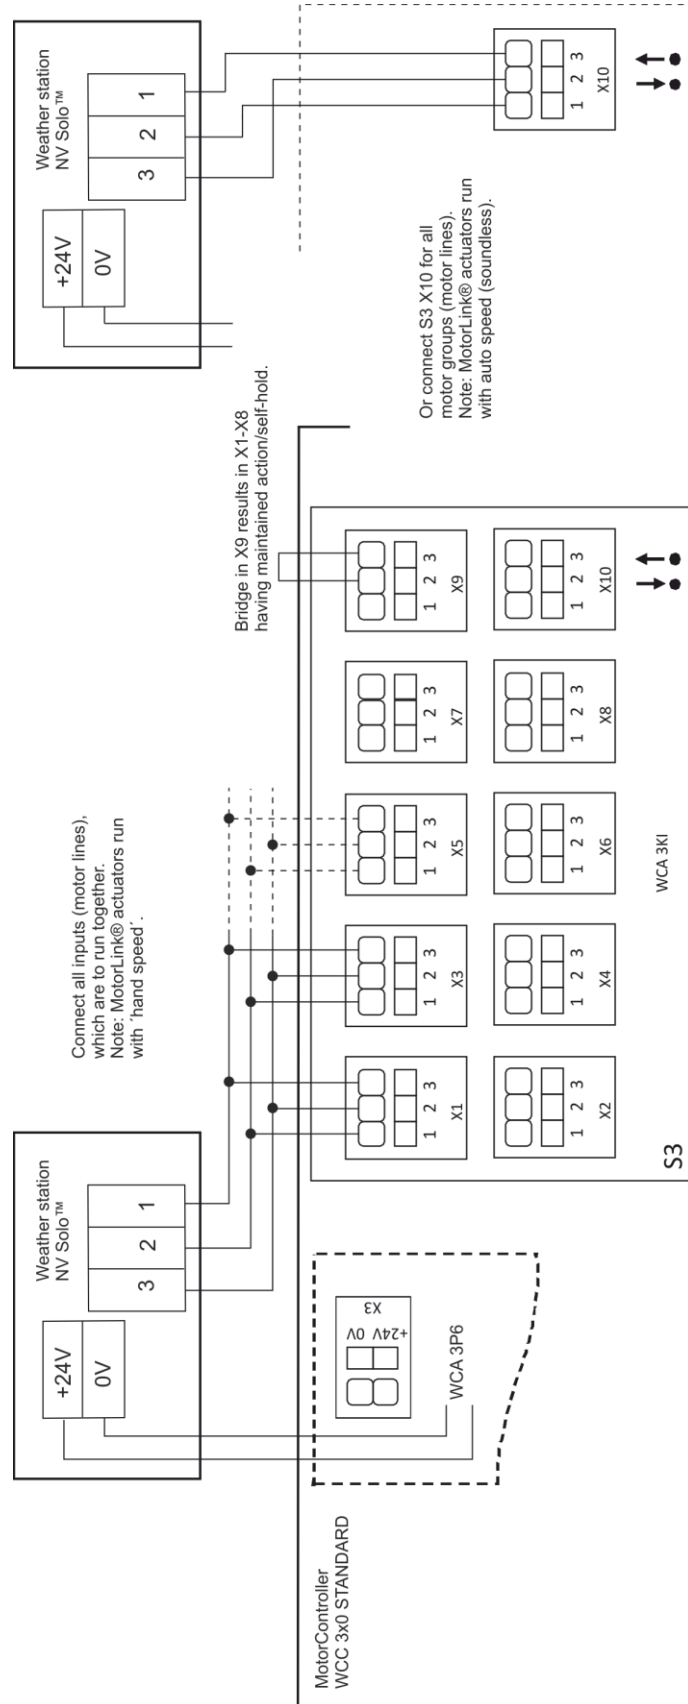 MotorController
WCC 3x0 STANDARD
Weather station
NV Solo™
+24V
0V
3
2
1
X3
+24V 0V
WCA 3P6
Connect all inputs (motor lines),
which are to run together.
Note: MotorLink® actuators run
with ´hand speed´.
Bridge in X9 results in X1-X8
having maintained action/self-hold.
1 2 3
X1
1 2 3
X3
1 2 3
X5
1 2 3
X7
1 2 3
X9
1 2 3
X2
1 2 3
X4
1 2 3
X6
1 2 3
X8
1 2 3
X10
WCA 3KI
S3
Weather station
NV Solo™
+24V
0V
3
2
1
Or connect S3 X10 for all
motor groups (motor lines).
Note: MotorLink® actuators run
with auto speed (soundless).
1 2 3
X10